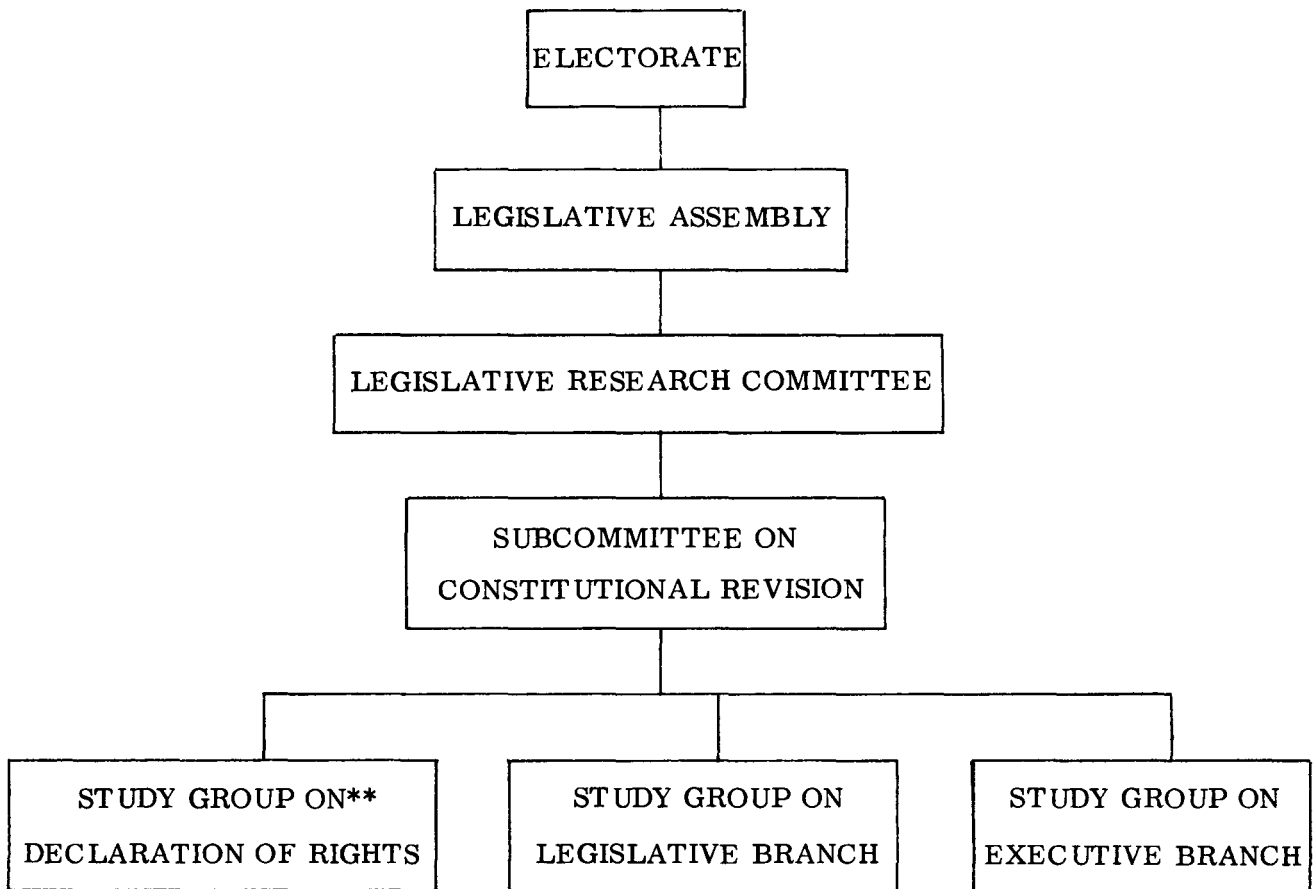 ELECTORATE
LEGISLATIVE ASSEMBLY
LEGISLATIVE RESEARCH COMMITTEE
SUBCOMMITTEE ON
CONSTITUTIONAL REVISION
STUDY GROUP ON**
DECLARATION OF RIGHTS
STUDY GROUP ON
LEGISLATIVE BRANCH
STUDY GROUP ON
EXECUTIVE BRANCH